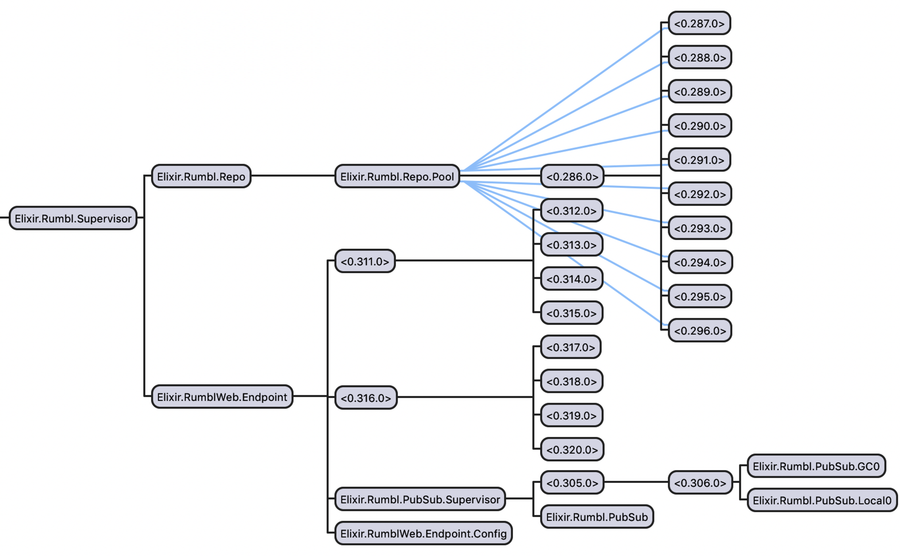 <0.287.0>
<0.288.0>
<0.289.0>
<0.290.0>
<0.291.0>
Elixir.Rumbl.Repo
Elixir.Rumbl.Repo.Pool
<0.286.0>
<0.292.0>
Elixir.Rumbl.Supervisor
<0.312.0>
<0.293.0>
<0.313.0>
<0.311.0>
<0.294.0>
<0.314.0>
<0.295.0>
<0.315.0>
<0.296.0>
<0.317.0>
<0.318.0>
Elixir.RumblWeb.Endpoint
<0.316.0>
<0.319.0>
<0.320.0>
Elixir.Rumbl.PubSub.GC0
<0.305.0>
<0.306.0>
Elixir.Rumbl.PubSub.Supervisor
Elixir.Rumbl.PubSub.Local0
Elixir.Rumbl.PubSub
Elixir.RumblWeb.Endpoint.Config